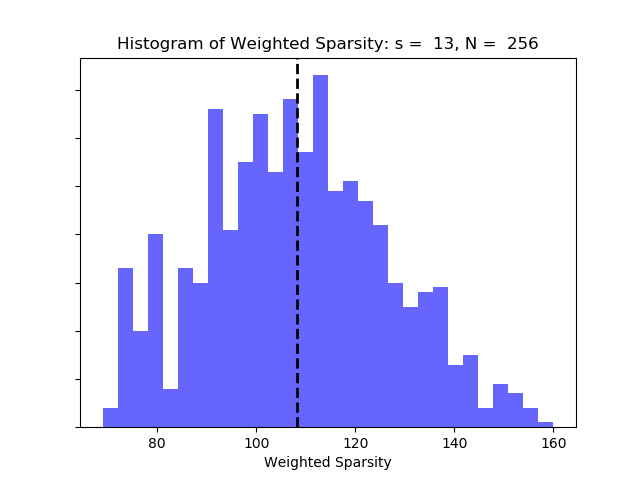 Histogram of Weighted Sparsity: s = 13, N = 256
80 100 120 140 160
Weighted Sparsity